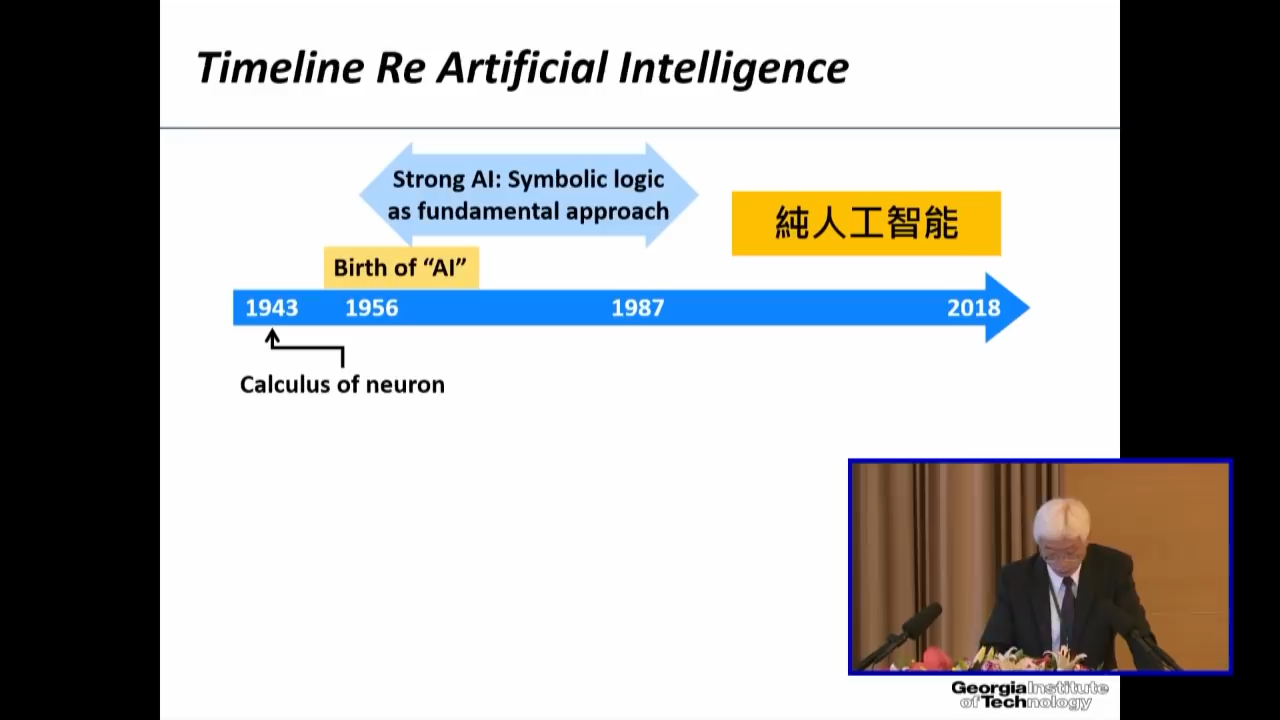 Timeline Re Artificial Intelligence
Strong AI: Symbolic logic
as fundamental approach
純人工智能
Birth of “AI”
1943 1956 1987 2018
Calculus of neuron
Georgia Institute
of Technology